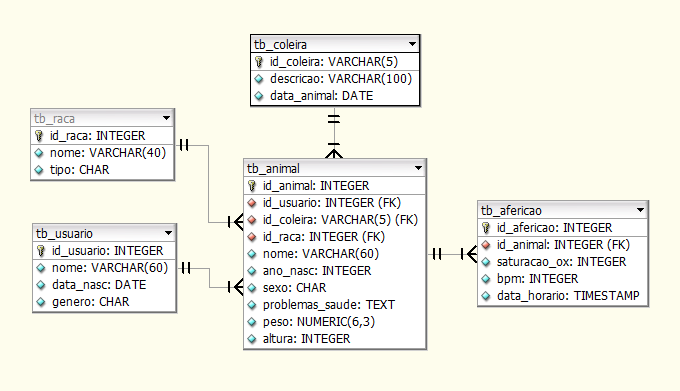 tb_coleira
id_coleira: VARCHAR(5)
descricao: VARCHAR(100)
data_animal: DATE
tb_raca
id_raca: INTEGER
nome: VARCHAR(40)
tipo: CHAR
tb_usuario
id_usuario: INTEGER
nome: VARCHAR(60)
data_nasc: DATE
genero: CHAR
tb_animal
id_animal: INTEGER
id_usuario: INTEGER (FK)
id_coleira: VARCHAR(5) (FK)
id_raca: INTEGER (FK)
nome: VARCHAR(60)
ano_nasc: INTEGER
sexo: CHAR
problemas_saude: TEXT
peso: NUMERIC(6,3)
altura: INTEGER
tb_afericao
id_afericao: INTEGER
id_animal: INTEGER (FK)
saturacao_ox: INTEGER
bpm: INTEGER
data_horario: TIMESTAMP